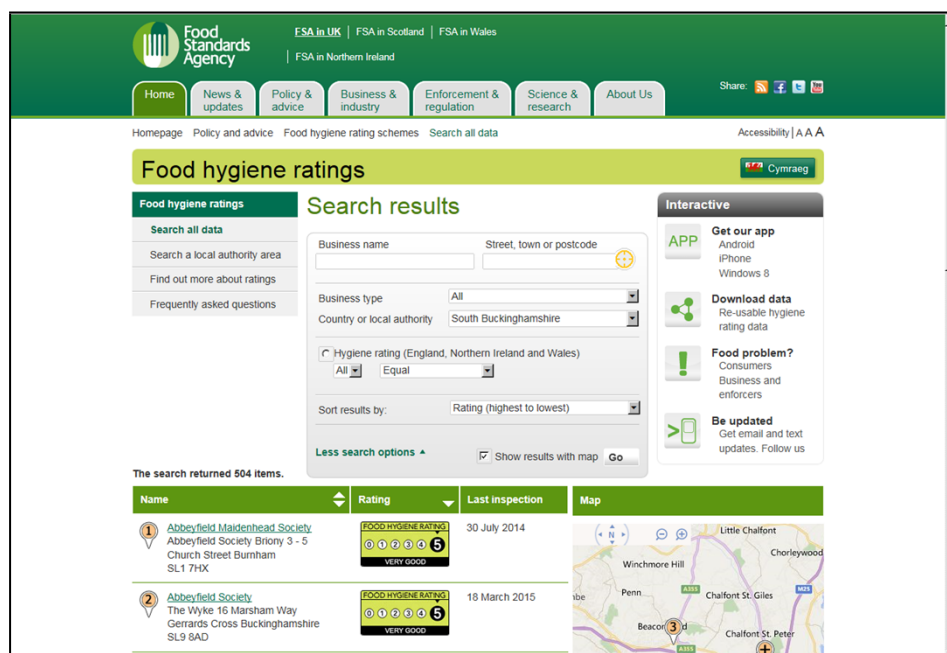 Food
Standards
Agency
FSA in UK | FSA in Scotland | FSA in Wales
| FSA in Northern Ireland
Home
News &
updates
Policy &
advice
Business &
industry
Enforcement &
regulation
Science &
research
About Us
Share:
Homepage Policy and advice Food hygiene rating schemes Search all data
Accessibility | A A A
Food hygiene ratings
Cymraeg
Food hygiene ratings
Search all data
Search a local authority area
Find out more about ratings
Frequently asked questions
Search results
Business name
Street, town or postcode
Business type
All
Country or local authority
South Buckinghamshire
Hygiene rating (England, Northern Ireland and Wales)
All
Equal
Sort results by:
Rating (highest to lowest)
Less search options
Show results with map
Go
Interactive
APP
Get our app
Android
iPhone
Windows 8
Download data
Re-usable hygiene
rating data
Food problem?
Consumers
Business and
enforcers
Be updated
Get email and text
updates. Follow us
The search returned 504 items.
Name
Rating
Last inspection
Map
1
Abbeyfield Maidenhead Society
Abbeyfield Society Briony 3 - 5
Church Street Burnham
SL1 7HX
FOOD HYGIENE RATING
0 1 2 3 4 5
VERY GOOD
30 July 2014
2
Abbeyfield Society
The Wyke 16 Marsham Way
Gerrards Cross Buckinghamshire
SL9 8AD
FOOD HYGIENE RATING
0 1 2 3 4 5
VERY GOOD
18 March 2015
N
Little Chalfont
Chorleywood
Winchmore Hill
Penn
A355
M25
Chalfont St. Giles
3
Chalfont St. Peter
A355